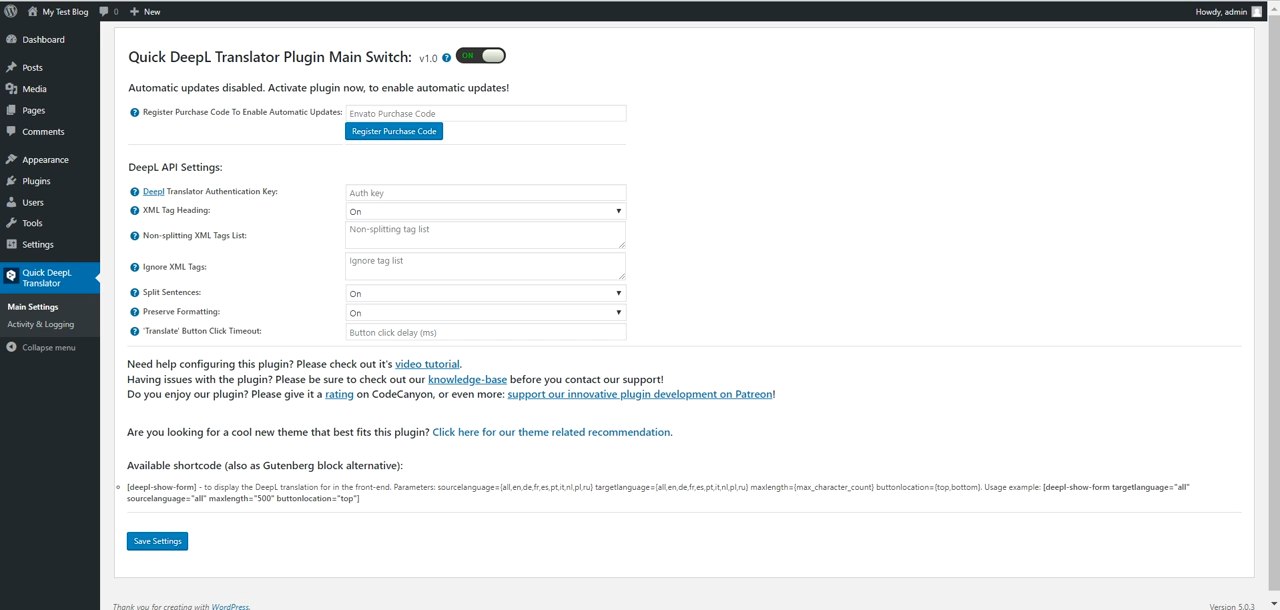 My Test Blog 0 New Howdy, admin
Dashboard
Posts
Media
Pages
Comments
Appearance
Plugins
Users
Tools
Settings
Quick DeepL
Translator
Main Settings
Activity & Logging
Collapse menu
Quick DeepL Translator Plugin Main Switch: v1.0 ? ON
Automatic updates disabled. Activate plugin now, to enable automatic updates!
? Register Purchase Code To Enable Automatic Updates: Envato Purchase Code
Register Purchase Code
DeepL API Settings:
? Deepl Translator Authentication Key: Auth key
? XML Tag Heading: On
? Non-splitting XML Tags List: Non-splitting tag list
? Ignore XML Tags: Ignore tag list
? Split Sentences: On
? Preserve Formatting: On
? 'Translate' Button Click Timeout: Button click delay (ms)
Need help configuring this plugin? Please check out it's video tutorial.
Having issues with the plugin? Please be sure to check out our knowledge-base before you contact our support!
Do you enjoy our plugin? Please give it a rating on CodeCanyon, or even more: support our innovative plugin development on Patreon!
Are you looking for a cool new theme that best fits this plugin? Click here for our theme related recommendation.
Available shortcode (also as Gutenberg block alternative):
[deepl-show-form] - to display the DeepL translation for in the front-end. Parameters: sourcelanguage={all,en,de,fr,es,pt,it,nl,pl,ru} targetlanguage={all,en,de,fr,es,pt,it,nl,pl,ru} maxlength={max_character_count} buttonlocation={top,bottom}. Usage example: [deepl-show-form targetlanguage="all"
sourcelanguage="all" maxlength="500" buttonlocation="top"]
Save Settings
Thank you for creating with WordPress. Version 5.0.3